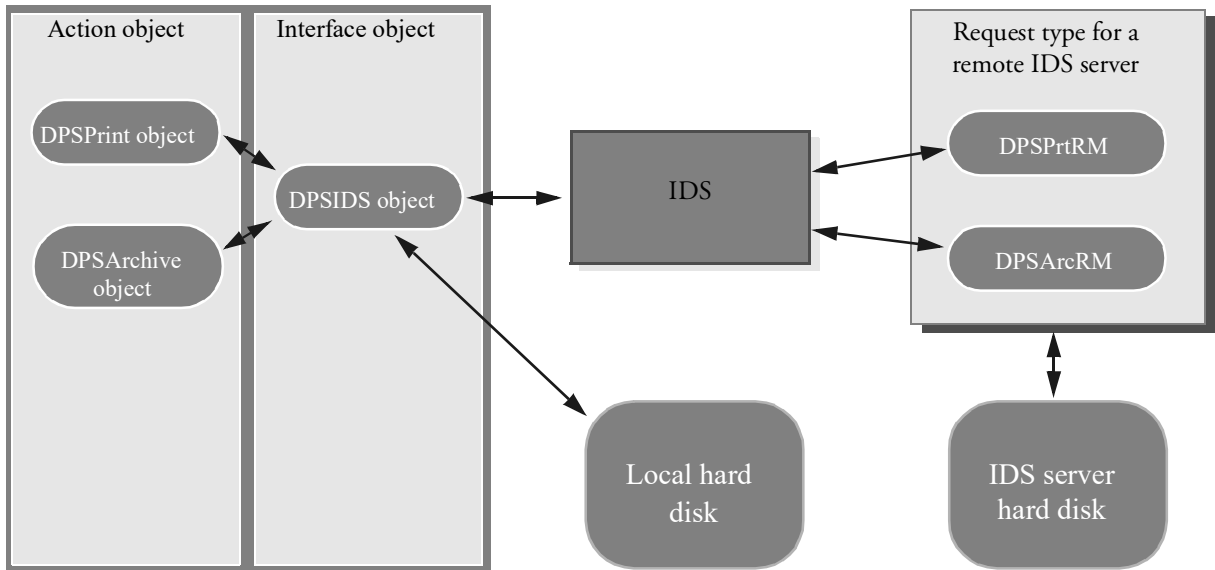 Action object
Interface object
Request type for a
remote IDS server
DPSPrint object
DPSPrtRM
DPSIDS object
IDS
DPSArchive
object
DPSArcRM
Local hard
disk
IDS server
hard disk